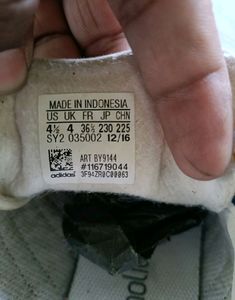 MADE IN INDONESIA
US UK FR JP CHN
4½ 4 36⅔ 230 225
SY2 035002 12/16
ART BY9144
#116719044
adidas 3F94ZR0C00063